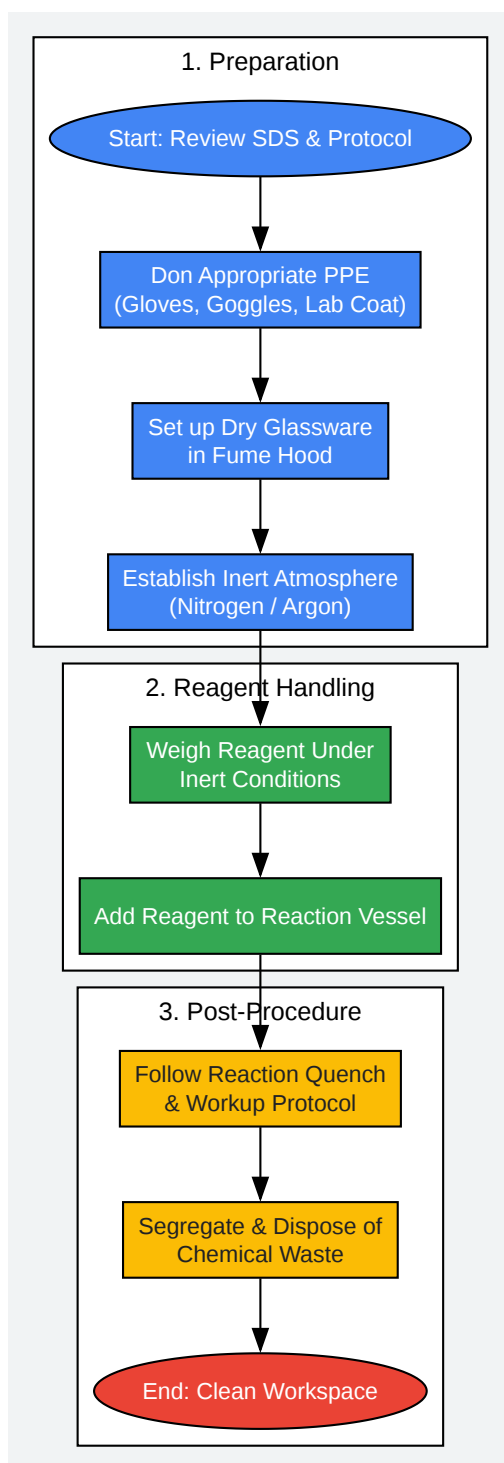 1. Preparation
Start: Review SDS & Protocol
Don Appropriate PPE
(Gloves, Goggles, Lab Coat)
Set up Dry Glassware
in Fume Hood
Establish Inert Atmosphere
(Nitrogen / Argon)
2. Reagent Handling
Weigh Reagent Under
Inert Conditions
Add Reagent to Reaction Vessel
3. Post-Procedure
Follow Reaction Quench
& Workup Protocol
Segregate & Dispose of
Chemical Waste
End: Clean Workspace